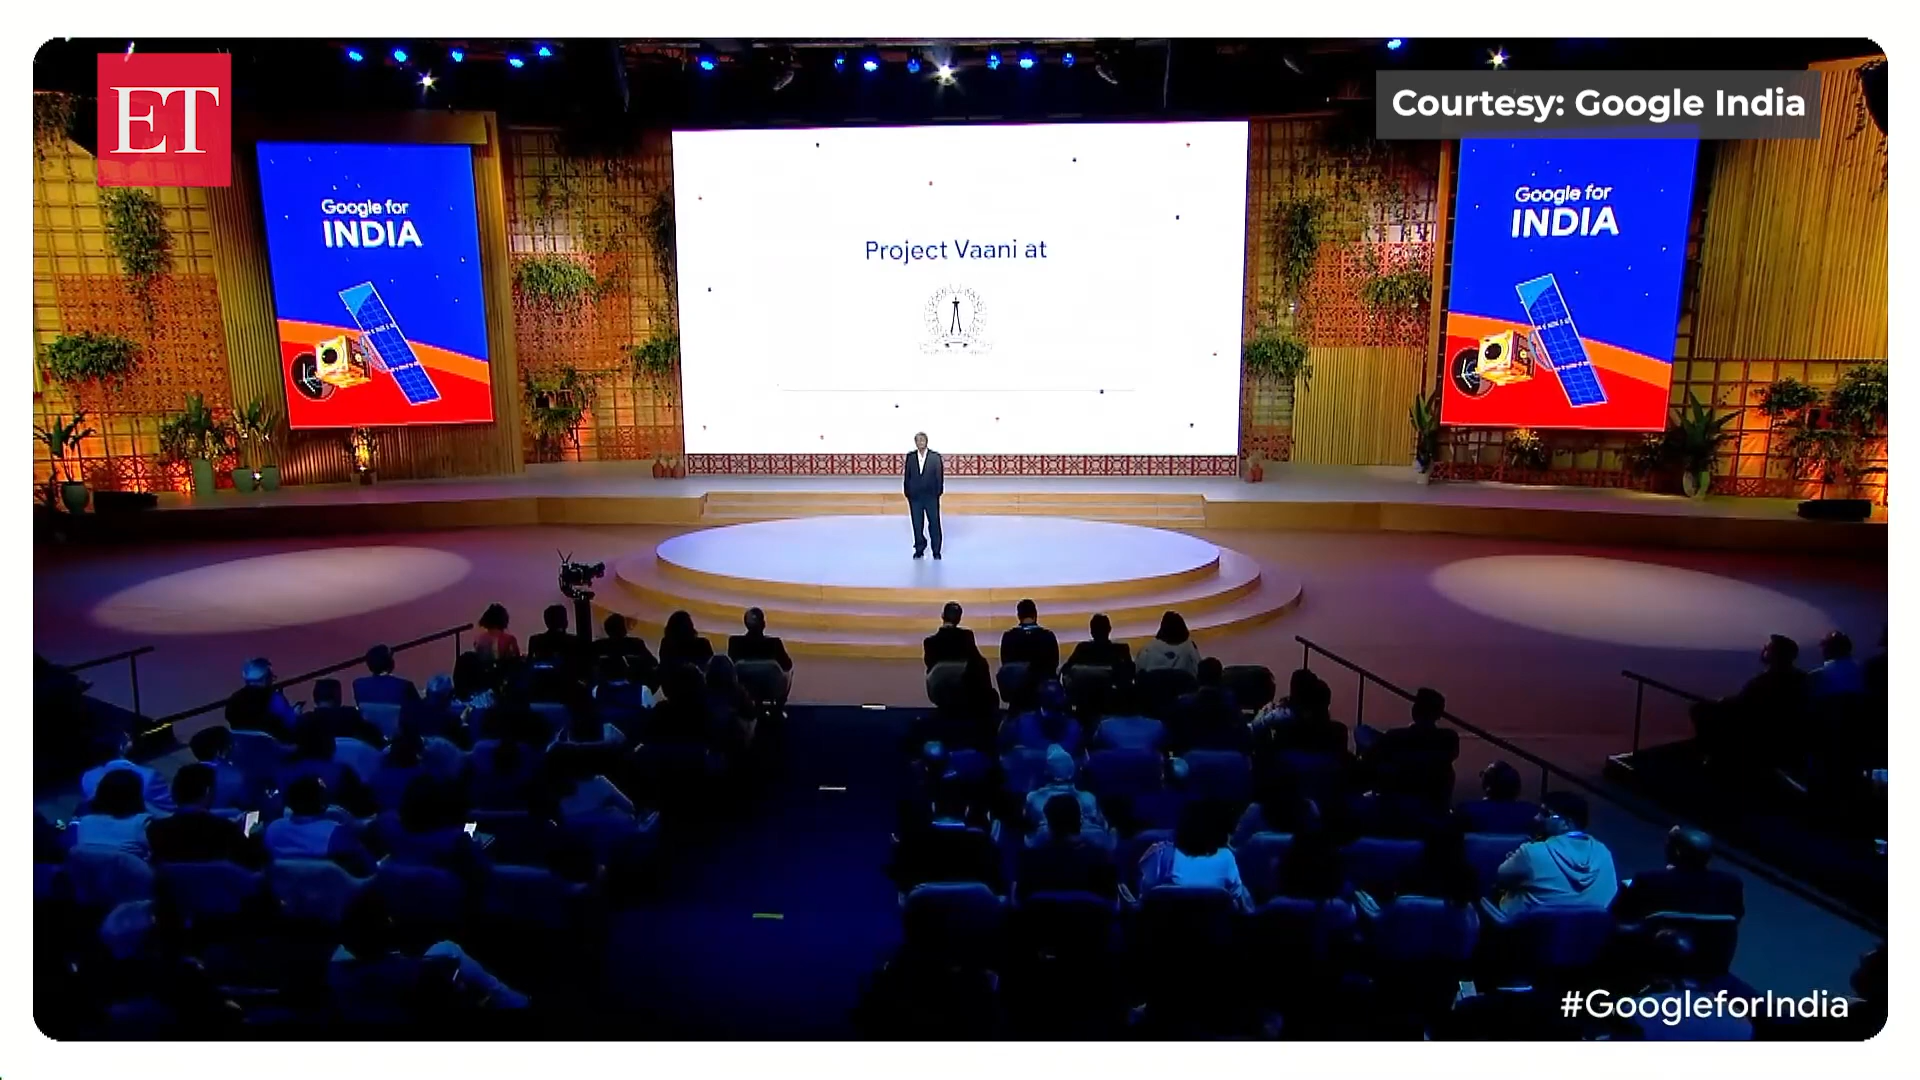 ET
Courtesy: Google India
Google for
INDIA
Project Vaani at
Google for
INDIA
#GoogleforIndia